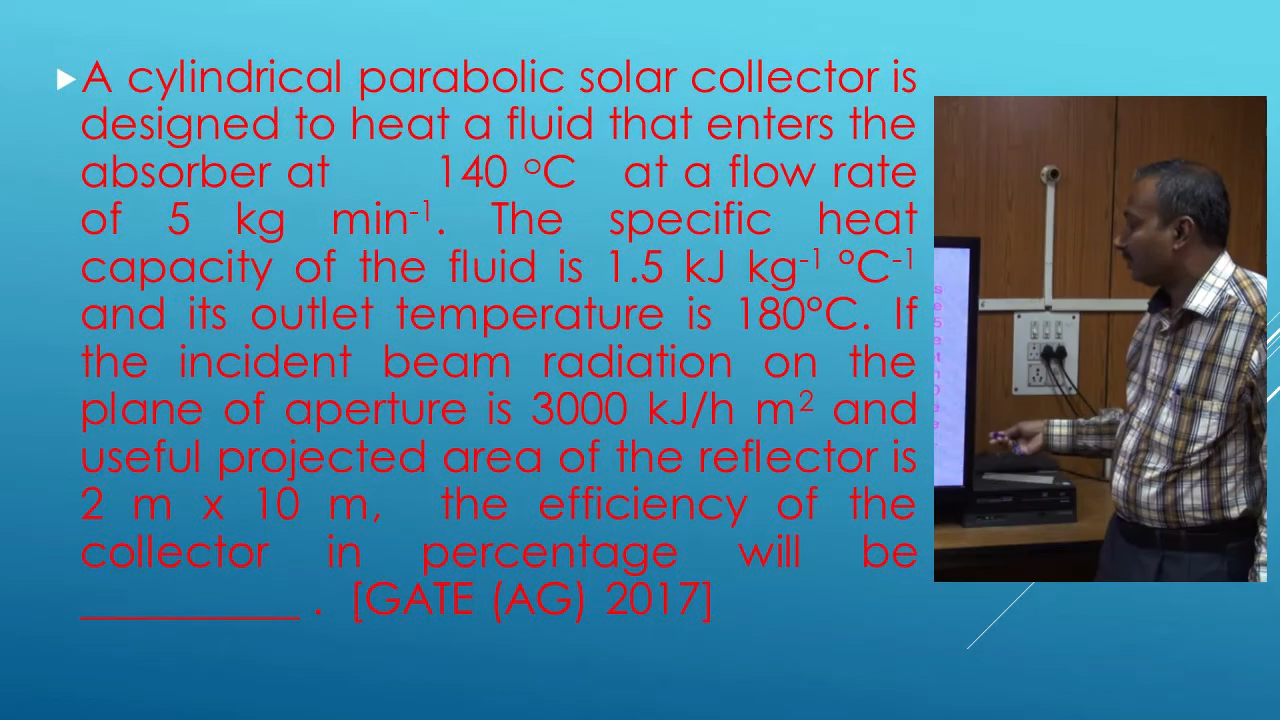 A cylindrical parabolic solar collector is
designed to heat a fluid that enters the
absorber at 140 °C at a flow rate
of 5 kg min⁻¹. The specific heat
capacity of the fluid is 1.5 kJ kg⁻¹ °C⁻¹
and its outlet temperature is 180°C. If
the incident beam radiation on the
plane of aperture is 3000 kJ/h m² and
useful projected area of the reflector is
2 m x 10 m, the efficiency of the
collector in percentage will be
__________ . [GATE (AG) 2017]